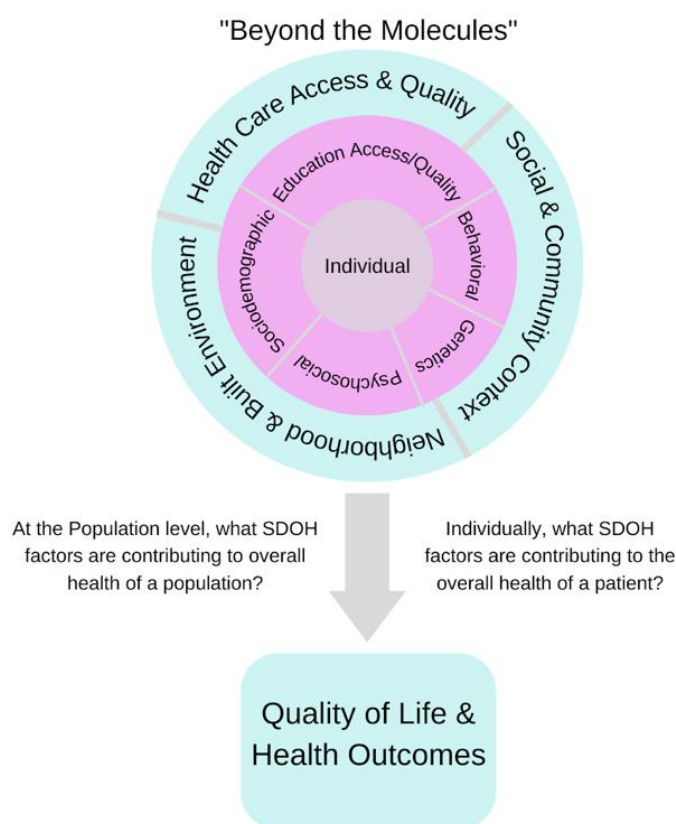 "Beyond the Molecules"
Health Care Access & Quality
Social & Community Context
Neighborhood & Built Environment
Education Access/Quality
Behavioral
Genetics
Psychosocial
Sociodemographic
Individual
At the Population level, what SDOH
factors are contributing to overall
health of a population?
Individually, what SDOH
factors are contributing to the
overall health of a patient?
Quality of Life &
Health Outcomes